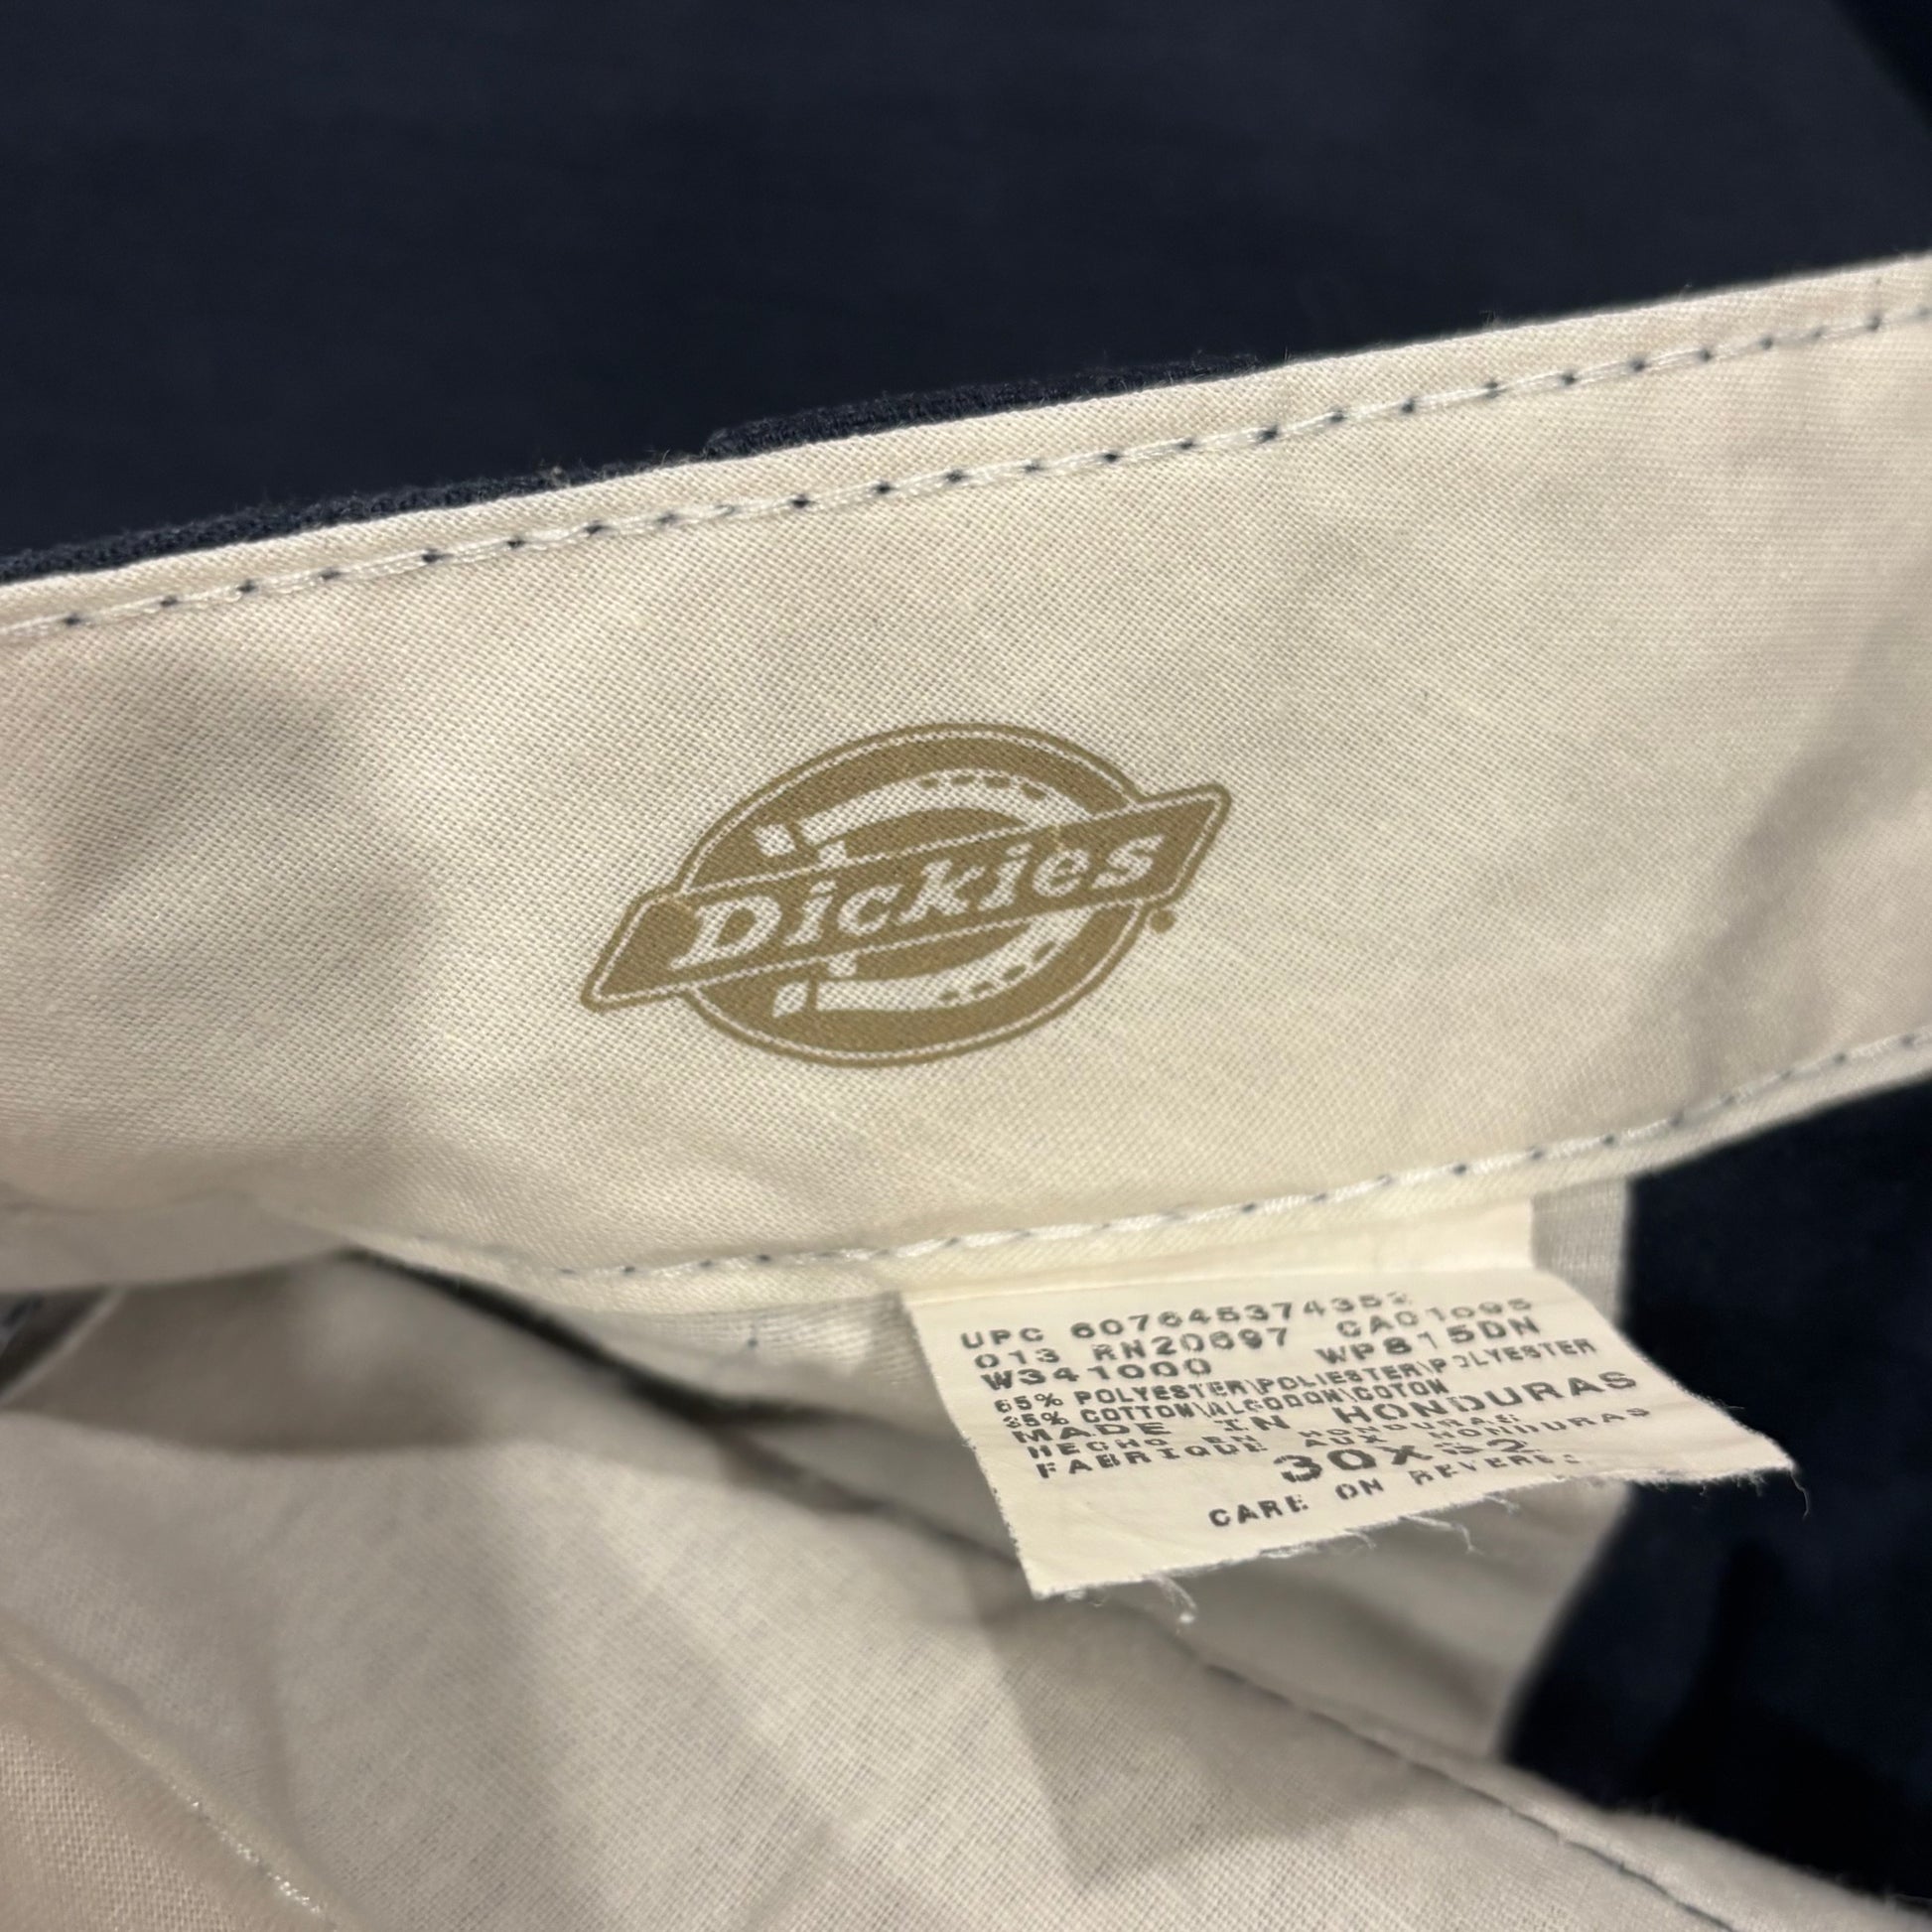 Dickies
UPC 607645374352
013 RN20697 CA01095
W341000 WP815DN
65% POLYESTER\POLIESTER\POLYESTER
35% COTTON\ALGODON\COTON
MADE IN HONDURAS
HECHO EN HONDURAS
FABRIQUE AUX HONDURAS
30X32
CARE ON REVERSE